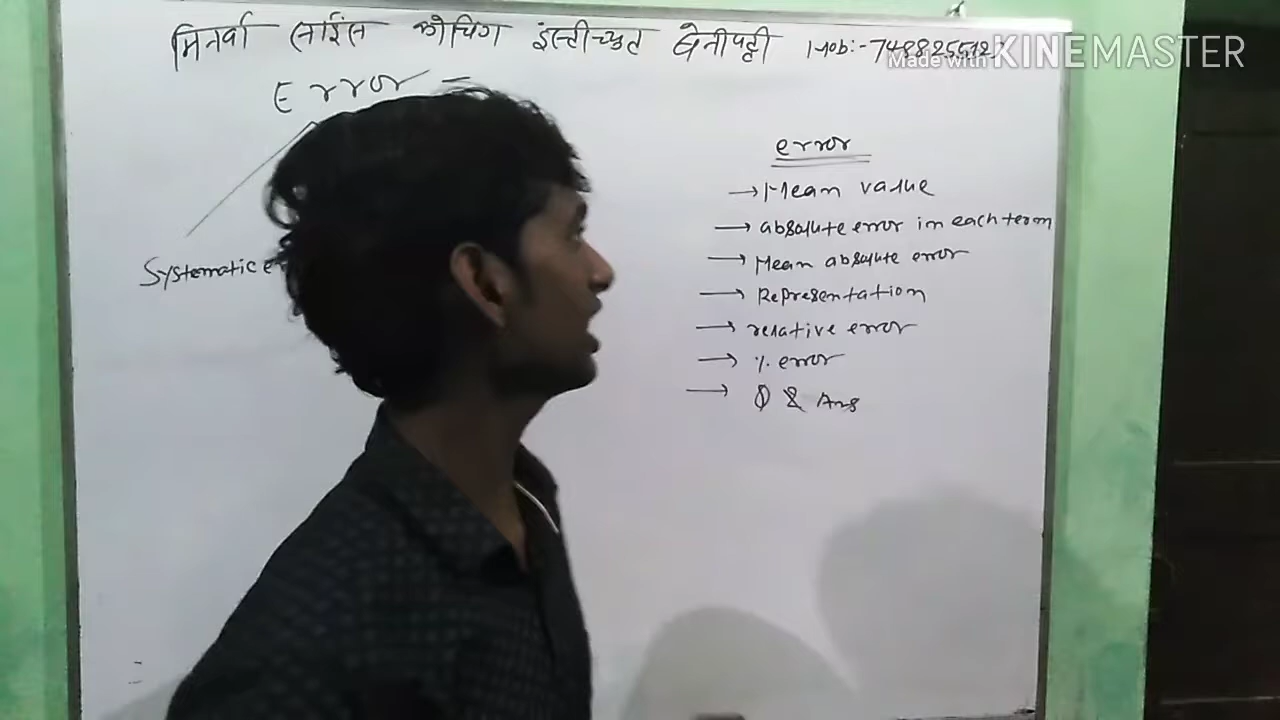 मिनर्वा साईंस कोचिंग इंस्टीच्युट बेनीपट्टी Mob:-
Made with KINEMASTER
Error -
Systematic
error
→ Mean value
→ absolute error in each term
→ Mean absolute error
→ Representation
→ relative error
→ % error
→ Q & Ans